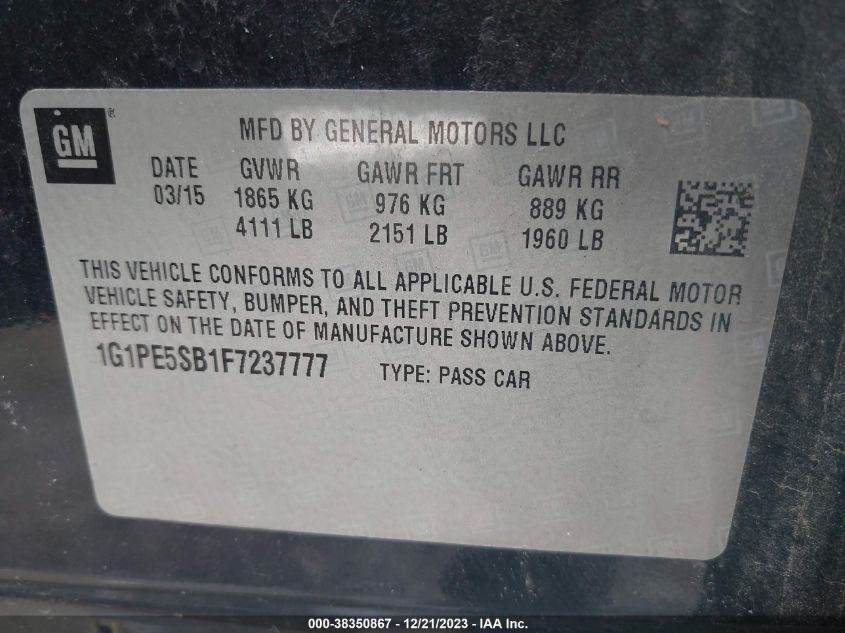 GM®
MFD BY GENERAL MOTORS LLC
DATE GVWR GAWR FRT GAWR RR
03/15 1865 KG 976 KG 889 KG
4111 LB 2151 LB 1960 LB
THIS VEHICLE CONFORMS TO ALL APPLICABLE U.S. FEDERAL MOTOR
VEHICLE SAFETY, BUMPER, AND THEFT PREVENTION STANDARDS IN
EFFECT ON THE DATE OF MANUFACTURE SHOWN ABOVE.
1G1PE5SB1F7237777 TYPE: PASS CAR
000-38350867 - 12/21/2023 - IAA Inc.